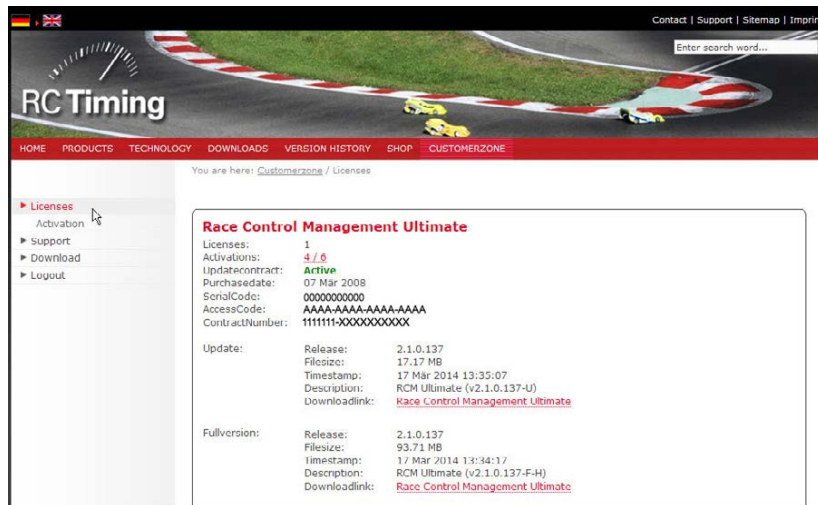 Contact | Support | Sitemap | Imprin
Enter search word...
RC Timing
HOME PRODUCTS TECHNOLOGY DOWNLOADS VERSION HISTORY SHOP CUSTOMERZONE
You are here: Customerzone / Licenses
Licenses
Activation
Support
Download
Logout
Race Control Management Ultimate
Licenses: 1
Activations: 4 / 6
Updatecontract: Active
Purchasedate: 07 Mär 2008
SerialCode: 00000000000
AccessCode: AAAA-AAAA-AAAA-AAAA
ContractNumber: 1111111-XXXXXXXXXX
Update: Release: 2.1.0.137
Filesize: 17.17 MB
Timestamp: 17 Mär 2014 13:35:07
Description: RCM Ultimate (v2.1.0.137-U)
Downloadlink: Race Control Management Ultimate
Fullversion: Release: 2.1.0.137
Filesize: 93.71 MB
Timestamp: 17 Mär 2014 13:34:17
Description: RCM Ultimate (v2.1.0.137-F-H)
Downloadlink: Race Control Management Ultimate